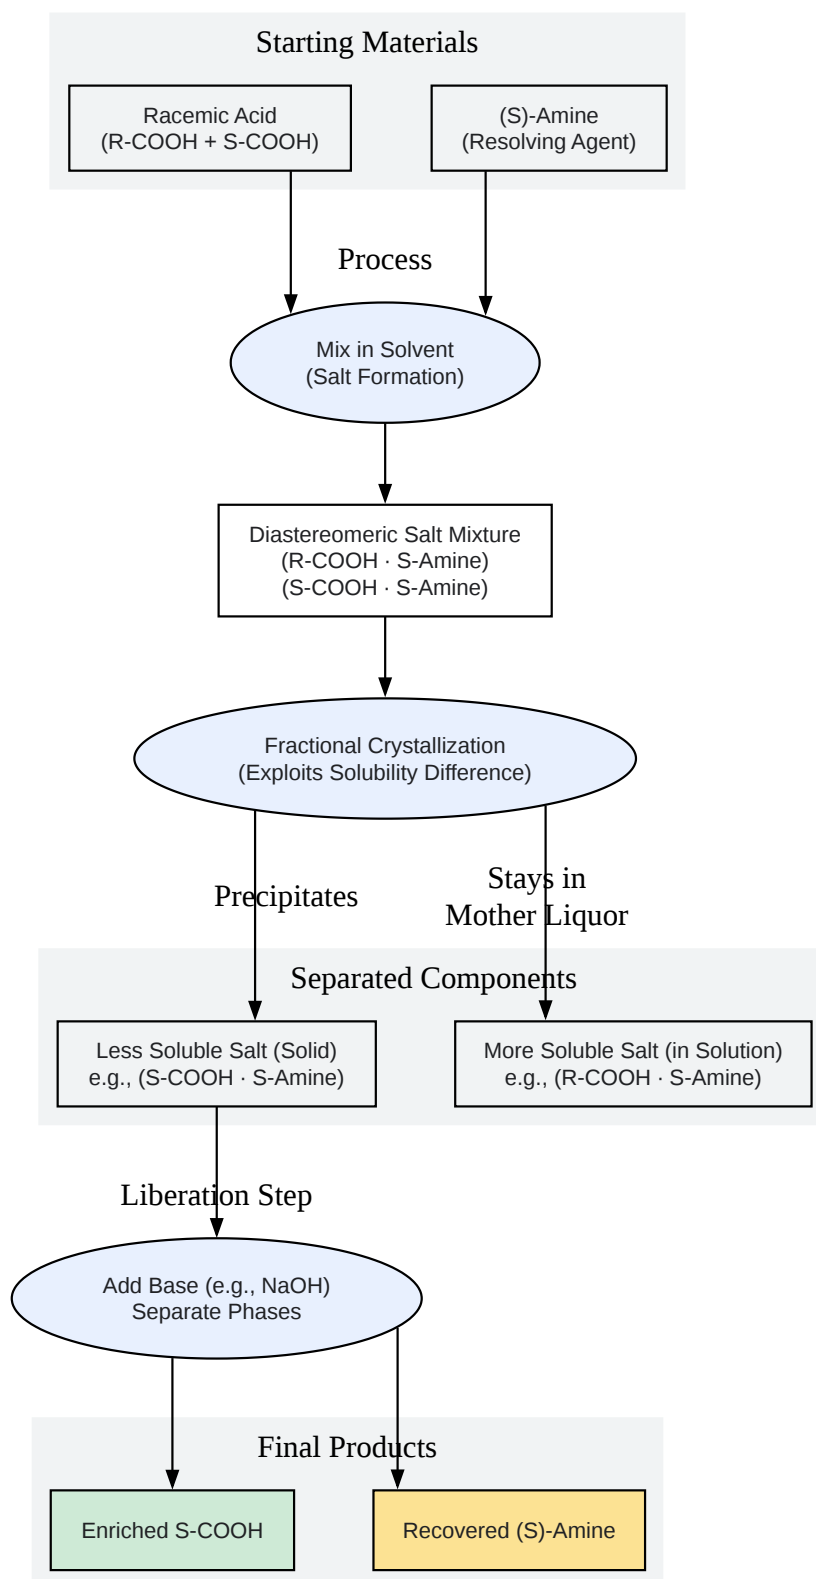 Starting Materials
Racemic Acid
(R-COOH + S-COOH)
(S)-Amine
(Resolving Agent)
Process
Mix in Solvent
(Salt Formation)
Diastereomeric Salt Mixture
(R-COOH · S-Amine)
(S-COOH · S-Amine)
Fractional Crystallization
(Exploits Solubility Difference)
Precipitates
Stays in
Mother Liquor
Separated Components
Less Soluble Salt (Solid)
e.g., (S-COOH · S-Amine)
More Soluble Salt (in Solution)
e.g., (R-COOH · S-Amine)
Liberation Step
Add Base (e.g., NaOH)
Separate Phases
Final Products
Enriched S-COOH
Recovered (S)-Amine